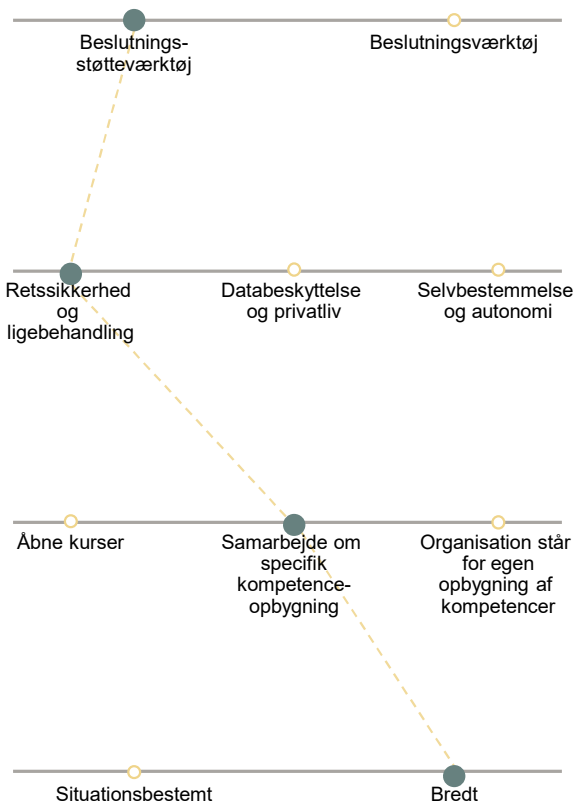 Beslutnings-
støtteværktøj
Beslutningsværktøj
Retssikkerhed
og
ligebehandling
Databeskyttelse
og privatliv
Selvbestemmelse
og autonomi
Åbne kurser
Samarbejde om
specifik
kompetence-
opbygning
Organisation står
for egen
opbygning af
kompetencer
Situationsbestemt
Bredt